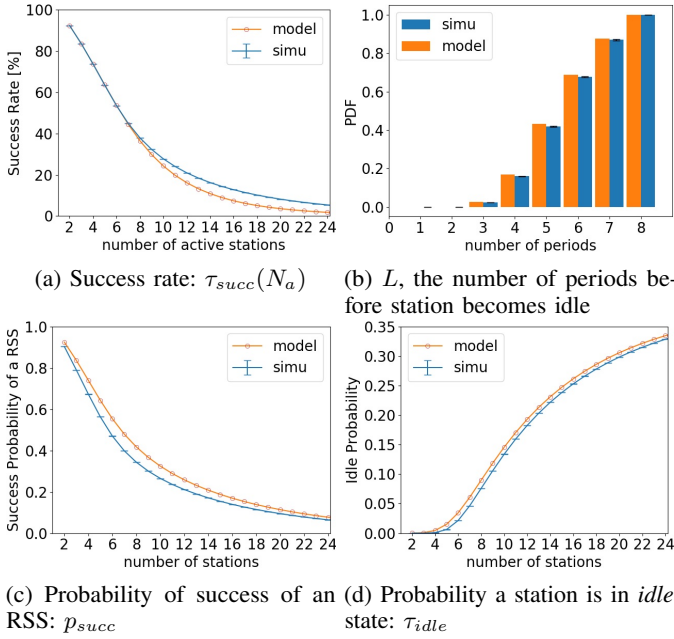 100
80
60
40
20
0
Success Rate [%]
model
simu
2 4 6 8 10 12 14 16 18 20 22 24
number of active stations
(a) Success rate: τ_succ(N_a)
1.0
0.8
0.6
0.4
0.2
0.0
PDF
simu
model
0 1 2 3 4 5 6 7 8
number of periods
(b) L, the number of periods be-
fore station becomes idle
1.0
0.8
0.6
0.4
0.2
0.0
Success Probability of a RSS
model
simu
2 4 6 8 10 12 14 16 18 20 22 24
number of stations
(c) Probability of success of an
RSS: p_succ
0.35
0.30
0.25
0.20
0.15
0.10
0.05
0.00
Idle Probability
model
simu
2 4 6 8 10 12 14 16 18 20 22 24
number of stations
(d) Probability a station is in idle
state: τ_idle